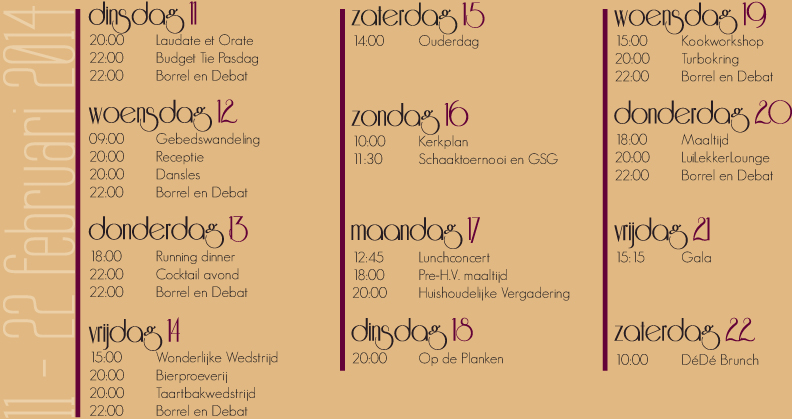 11 - 22 februari 2014
dinsdag 11
20:00 Laudate et Orate
22:00 Budget Tie Pasdag
22:00 Borrel en Debat
woensdag 12
09:00 Gebedswandeling
20:00 Receptie
20:00 Dansles
22:00 Borrel en Debat
donderdag 13
18:00 Running dinner
22:00 Cocktail avond
22:00 Borrel en Debat
vrijdag 14
15:00 Wonderlijke Wedstrijd
20:00 Bierproeverij
20:00 Taartbakwedstrijd
22:00 Borrel en Debat
zaterdag 15
14:00 Ouderdag
zondag 16
10:00 Kerkplan
11:30 Schaaktoernooi en GSG
maandag 17
12:45 Lunchconcert
18:00 Pre-H.V. maaltijd
20:00 Huishoudelijke Vergadering
dinsdag 18
20:00 Op de Planken
woensdag 19
15:00 Kookworkshop
20:00 Turbokring
22:00 Borrel en Debat
donderdag 20
18:00 Maaltijd
20:00 LuiLekkerLounge
22:00 Borrel en Debat
vrijdag 21
15:15 Gala
zaterdag 22
10:00 DéDé Brunch